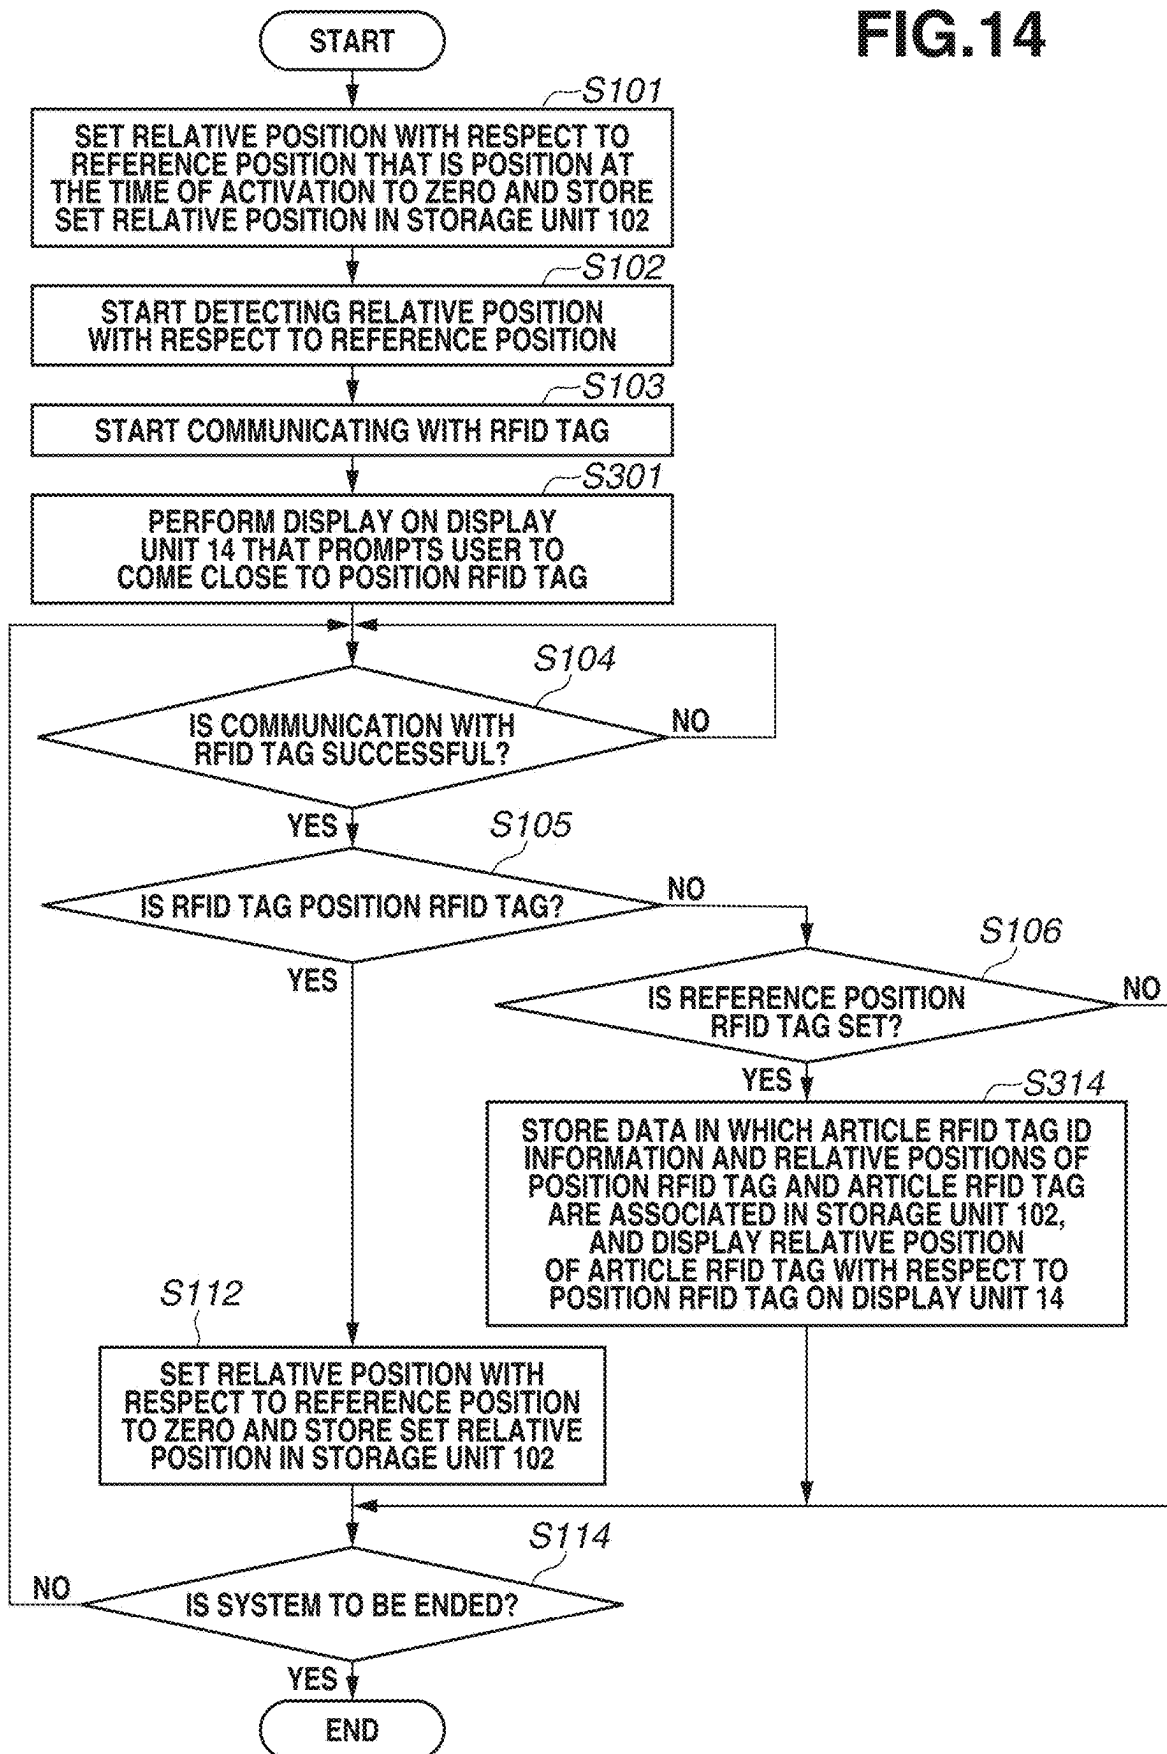 FIG.14
START
S101
SET RELATIVE POSITION WITH RESPECT TO
REFERENCE POSITION THAT IS POSITION AT
THE TIME OF ACTIVATION TO ZERO AND STORE
SET RELATIVE POSITION IN STORAGE UNIT 102
S102
START DETECTING RELATIVE POSITION
WITH RESPECT TO REFERENCE POSITION
S103
START COMMUNICATING WITH RFID TAG
S301
PERFORM DISPLAY ON DISPLAY
UNIT 14 THAT PROMPTS USER TO
COME CLOSE TO POSITION RFID TAG
S104
IS COMMUNICATION WITH
RFID TAG SUCCESSFUL?
NO
YES
S105
IS RFID TAG POSITION RFID TAG?
NO
YES
S106
IS REFERENCE POSITION
RFID TAG SET?
NO
YES
S314
STORE DATA IN WHICH ARTICLE RFID TAG ID
INFORMATION AND RELATIVE POSITIONS OF
POSITION RFID TAG AND ARTICLE RFID TAG
ARE ASSOCIATED IN STORAGE UNIT 102,
AND DISPLAY RELATIVE POSITION
OF ARTICLE RFID TAG WITH RESPECT TO
POSITION RFID TAG ON DISPLAY UNIT 14
S112
SET RELATIVE POSITION WITH
RESPECT TO REFERENCE POSITION
TO ZERO AND STORE SET RELATIVE
POSITION IN STORAGE UNIT 102
S114
IS SYSTEM TO BE ENDED?
NO
YES
END